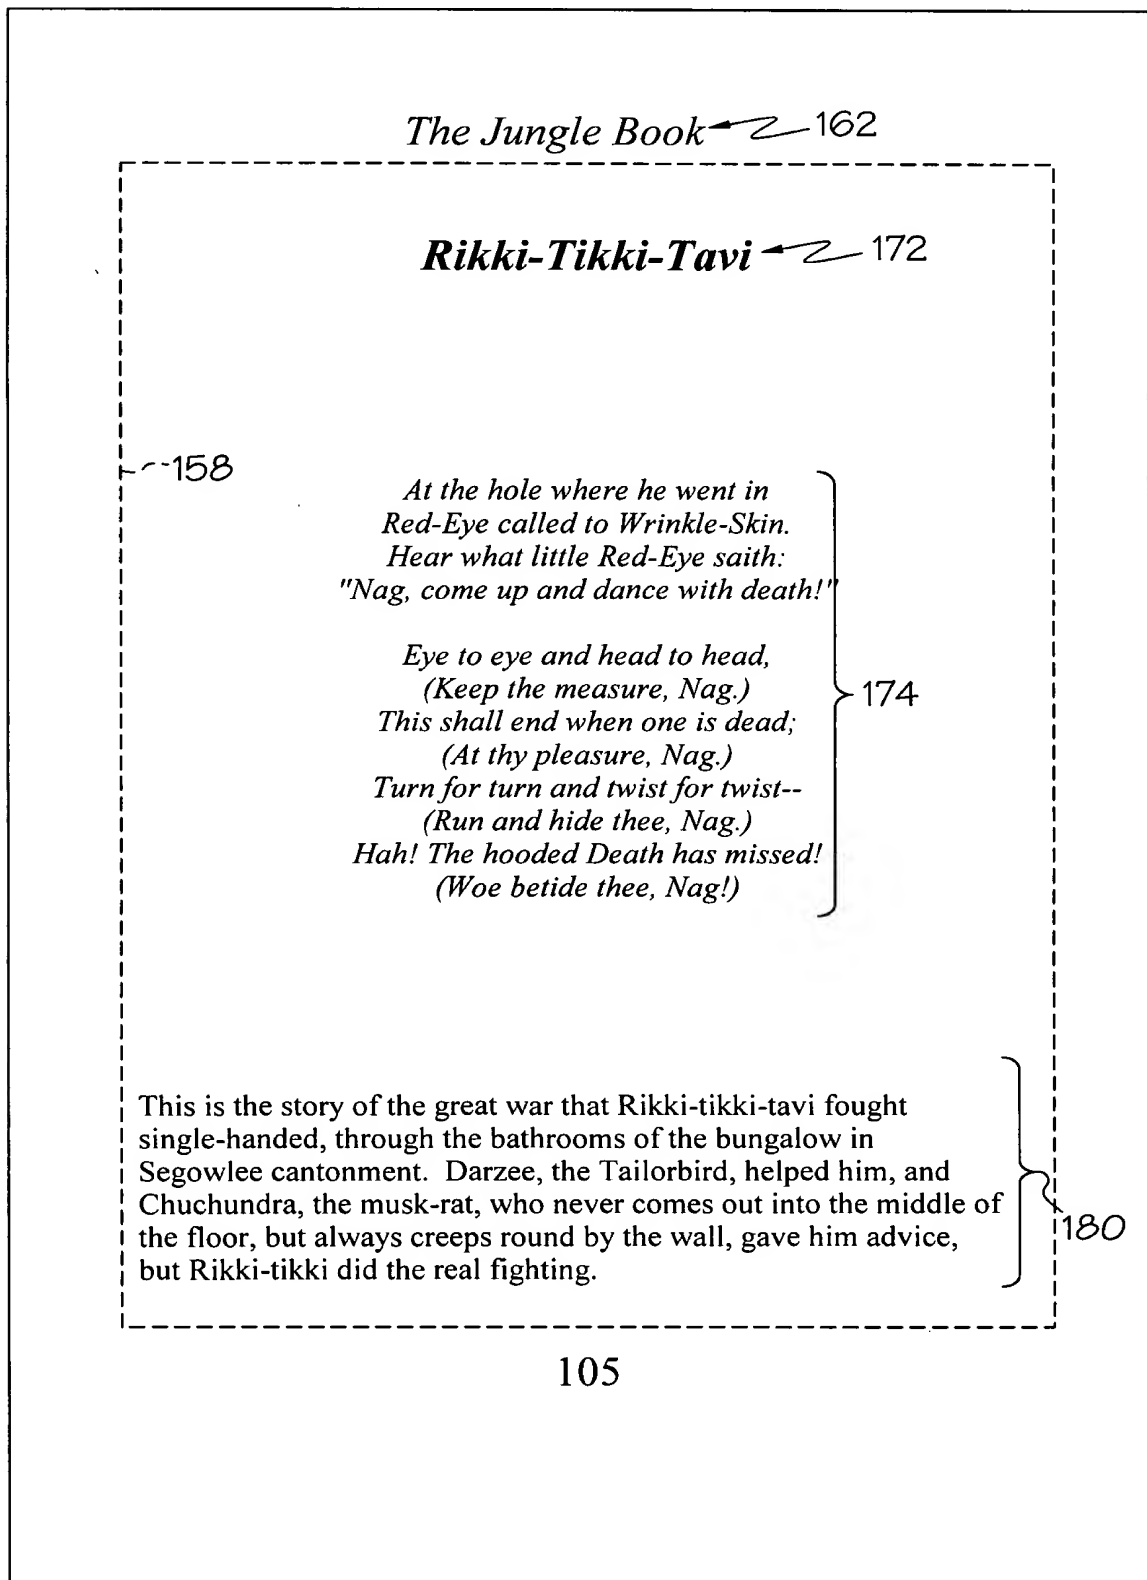 The Jungle Book 162
Rikki-Tikki-Tavi 172
158
At the hole where he went in
Red-Eye called to Wrinkle-Skin.
Hear what little Red-Eye saith:
"Nag, come up and dance with death!"
Eye to eye and head to head,
(Keep the measure, Nag.)
This shall end when one is dead;
(At thy pleasure, Nag.)
Turn for turn and twist for twist--
(Run and hide thee, Nag.)
Hah! The hooded Death has missed!
(Woe betide thee, Nag!)
174
This is the story of the great war that Rikki-tikki-tavi fought
single-handed, through the bathrooms of the bungalow in
Segowlee cantonment.  Darzee, the Tailorbird, helped him, and
Chuchundra, the musk-rat, who never comes out into the middle of
the floor, but always creeps round by the wall, gave him advice,
but Rikki-tikki did the real fighting.
180
105